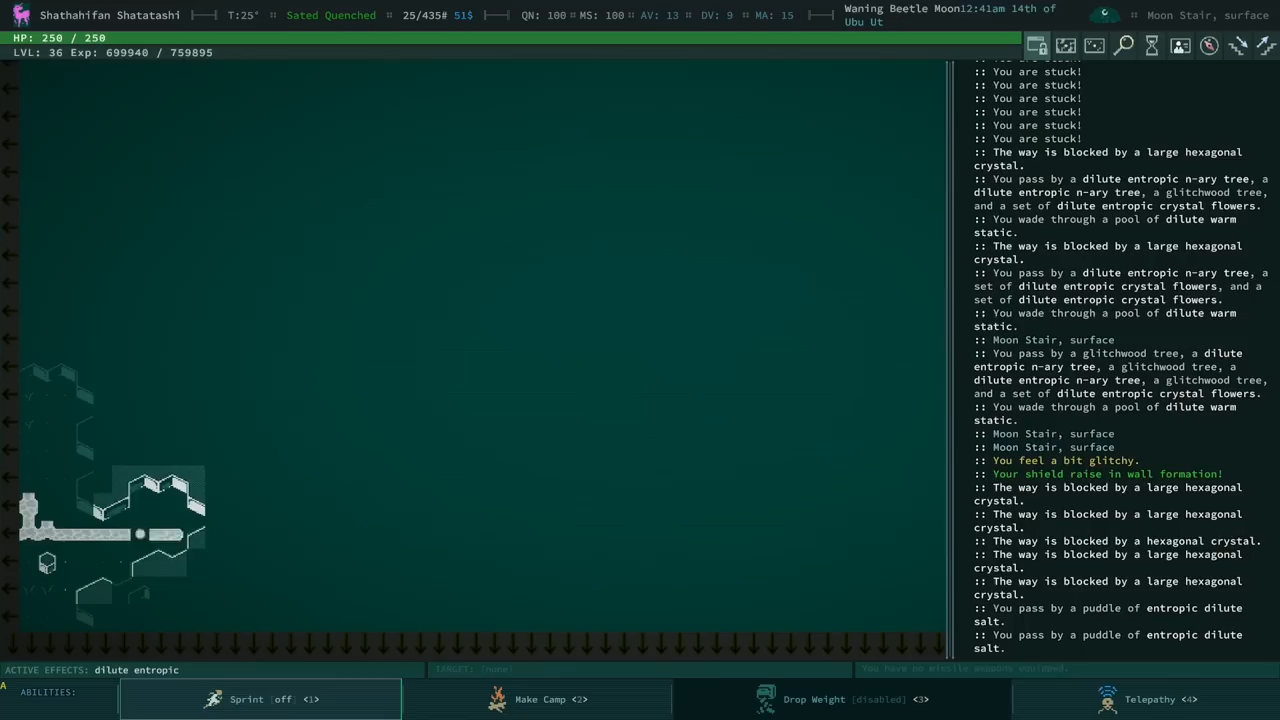 Shathahifan Shatatashi
T:25° Sated Quenched 25/435# 51$ QN: 100 MS: 100 AV: 13 DV: 9 MA: 15
Waning Beetle Moon 12:41am 14th of
Ubu Ut
:: Moon Stair, surface
HP: 250 / 250
LVL: 36 Exp: 699940 / 759895
:: You are stuck!
:: You are stuck!
:: You are stuck!
:: You are stuck!
:: You are stuck!
:: You are stuck!
:: The way is blocked by a large hexagonal
crystal.
:: You pass by a dilute entropic n-ary tree, a
dilute entropic n-ary tree, a glitchwood tree,
and a set of dilute entropic crystal flowers.
:: You wade through a pool of dilute warm
static.
:: The way is blocked by a large hexagonal
crystal.
:: You pass by a dilute entropic n-ary tree, a
set of dilute entropic crystal flowers, and a
set of dilute entropic crystal flowers.
:: You wade through a pool of dilute warm
static.
:: Moon Stair, surface
:: You pass by a glitchwood tree, a dilute
entropic n-ary tree, a glitchwood tree, a
dilute entropic n-ary tree, a glitchwood tree,
and a set of dilute entropic crystal flowers.
:: You wade through a pool of dilute warm
static.
:: Moon Stair, surface
:: Moon Stair, surface
:: You feel a bit glitchy.
:: Your shield raise in wall formation!
:: The way is blocked by a large hexagonal
crystal.
:: The way is blocked by a large hexagonal
crystal.
:: The way is blocked by a hexagonal crystal.
:: The way is blocked by a large hexagonal
crystal.
:: The way is blocked by a large hexagonal
crystal.
:: You pass by a puddle of entropic dilute
salt.
:: You pass by a puddle of entropic dilute
salt.
ACTIVE EFFECTS: dilute entropic
TARGET: [none]
You have no missile weapons equipped.
A
ABILITIES:
Sprint [off] <1>
Make Camp <2>
Drop Weight [disabled] <3>
Telepathy <4>